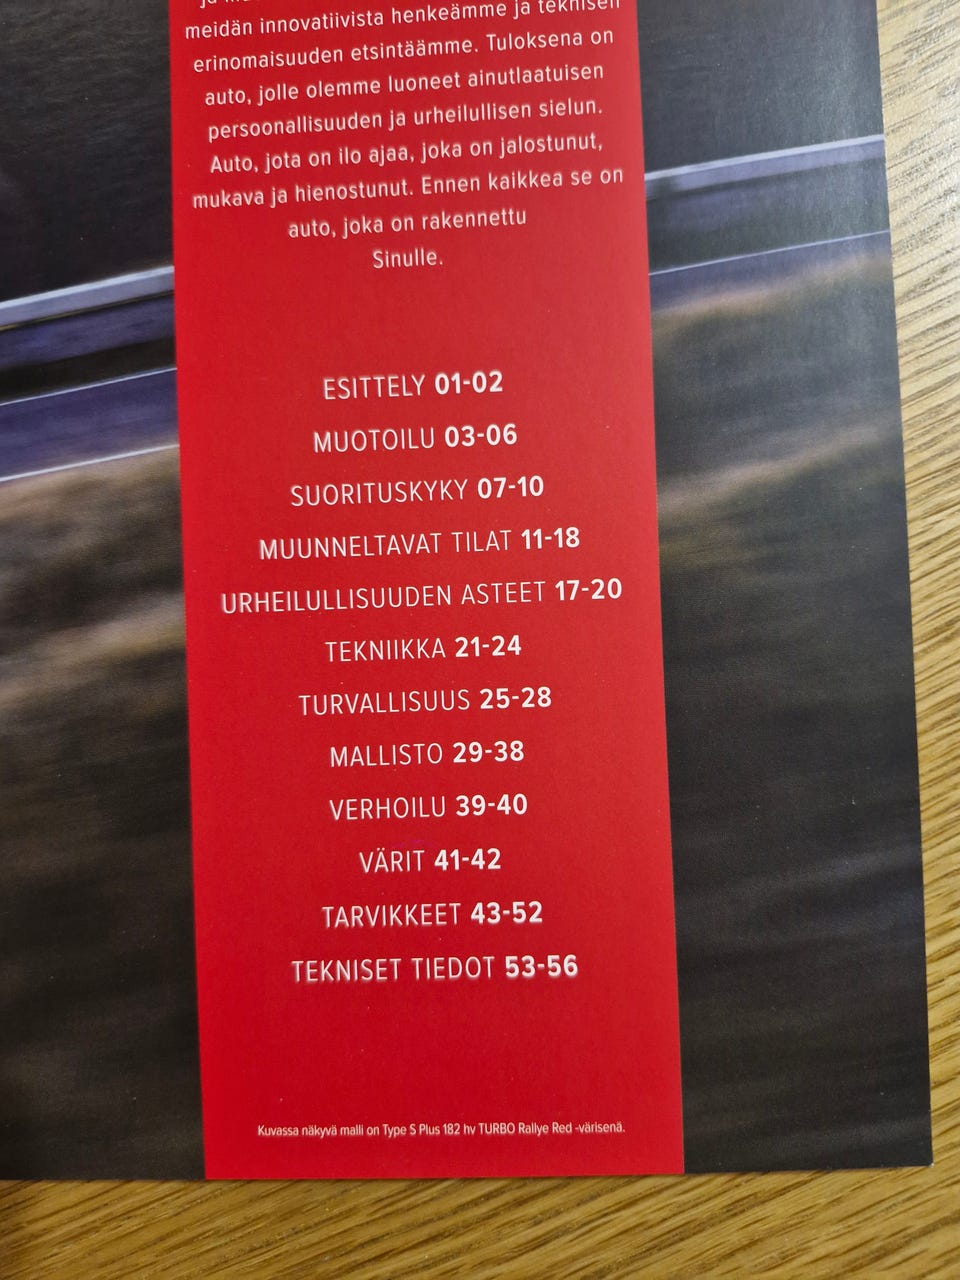 meidän innovatiivista henkeämme ja teknisen
erinomaisuuden etsintäämme. Tuloksena on
auto, jolle olemme luoneet ainutlaatuisen
persoonallisuuden ja urheilullisen sielun.
Auto, jota on ilo ajaa, joka on jalostunut,
mukava ja hienostunut. Ennen kaikkea se on
auto, joka on rakennettu
Sinulle.
ESITTELY 01-02
MUOTOILU 03-06
SUORITUSKYKY 07-10
MUUNNELTAVAT TILAT 11-18
URHEILULLISUUDEN ASTEET 17-20
TEKNIIKKA 21-24
TURVALLISUUS 25-28
MALLISTO 29-38
VERHOILU 39-40
VÄRIT 41-42
TARVIKKEET 43-52
TEKNISET TIEDOT 53-56
Kuvassa näkyvä malli on Type S Plus 182 hv TURBO Rallye Red -värisenä.